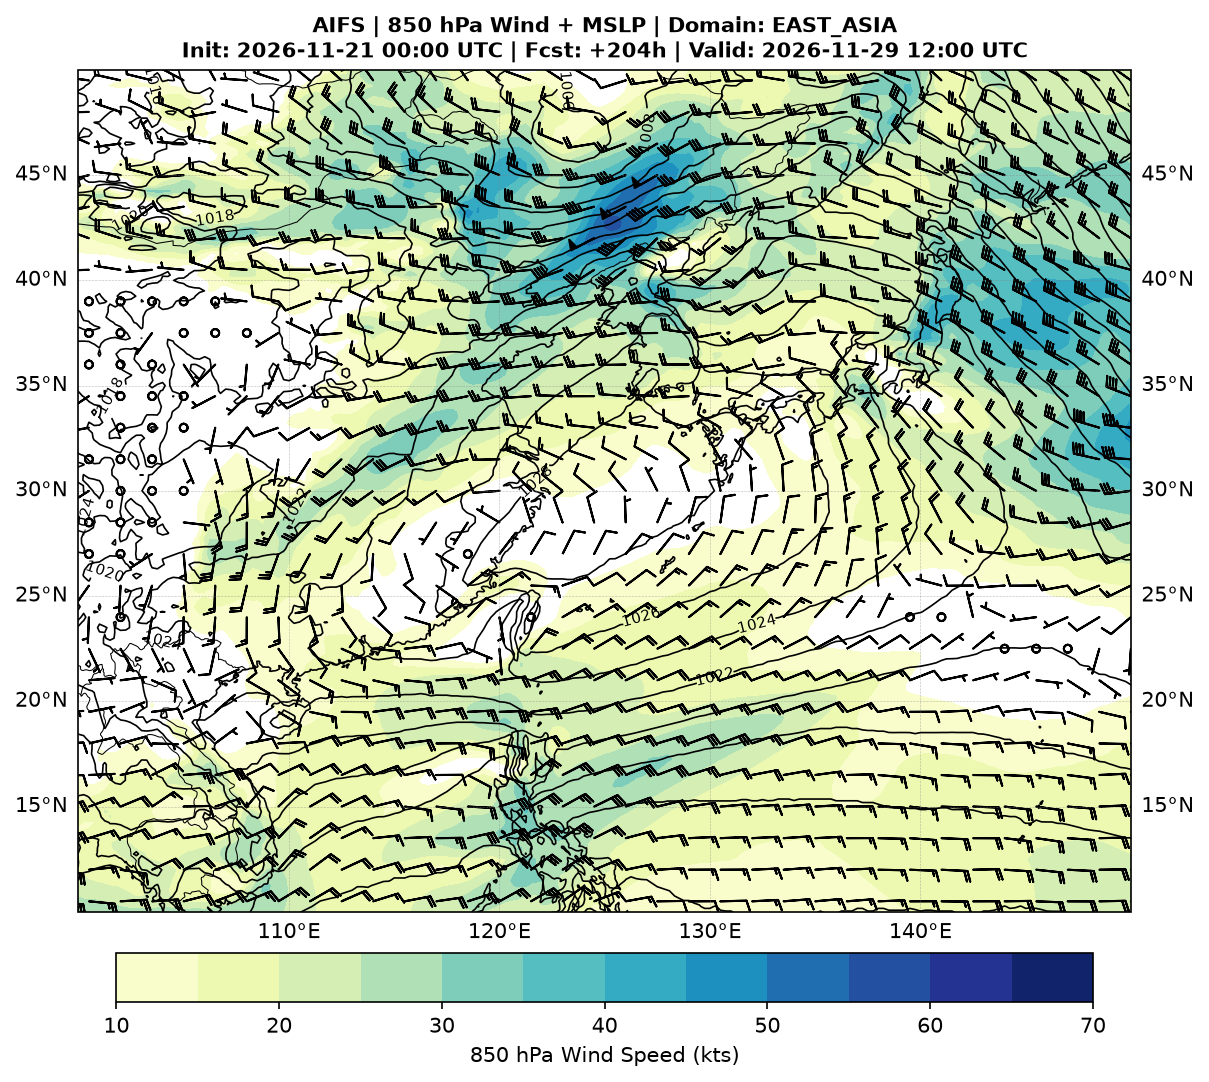 AIFS | 850 hPa Wind + MSLP | Domain: EAST_ASIA
Init: 2026-11-21 00:00 UTC | Fcst: +204h | Valid: 2026-11-29 12:00 UTC
45°N 45°N
1020 1018
40°N 40°N
1018
35°N 35°N
30°N 30°N
1022
1020
25°N 25°N
1026 1024
1022
20°N 20°N
15°N 15°N
110°E 120°E 130°E 140°E
10 20 30 40 50 60 70
850 hPa Wind Speed (kts)